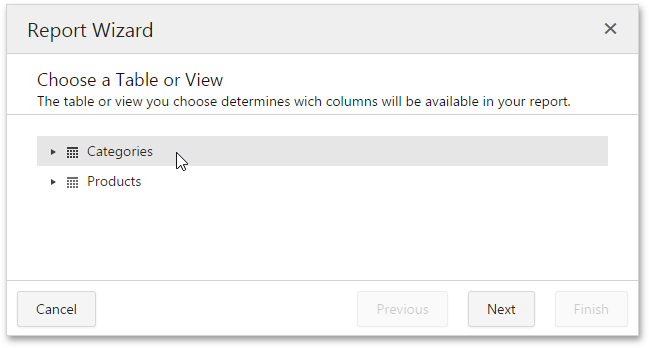 Report Wizard
Choose a Table or View
The table or view you choose determines wich columns will be available in your report.
Categories
Products
Cancel
Previous
Next
Finish